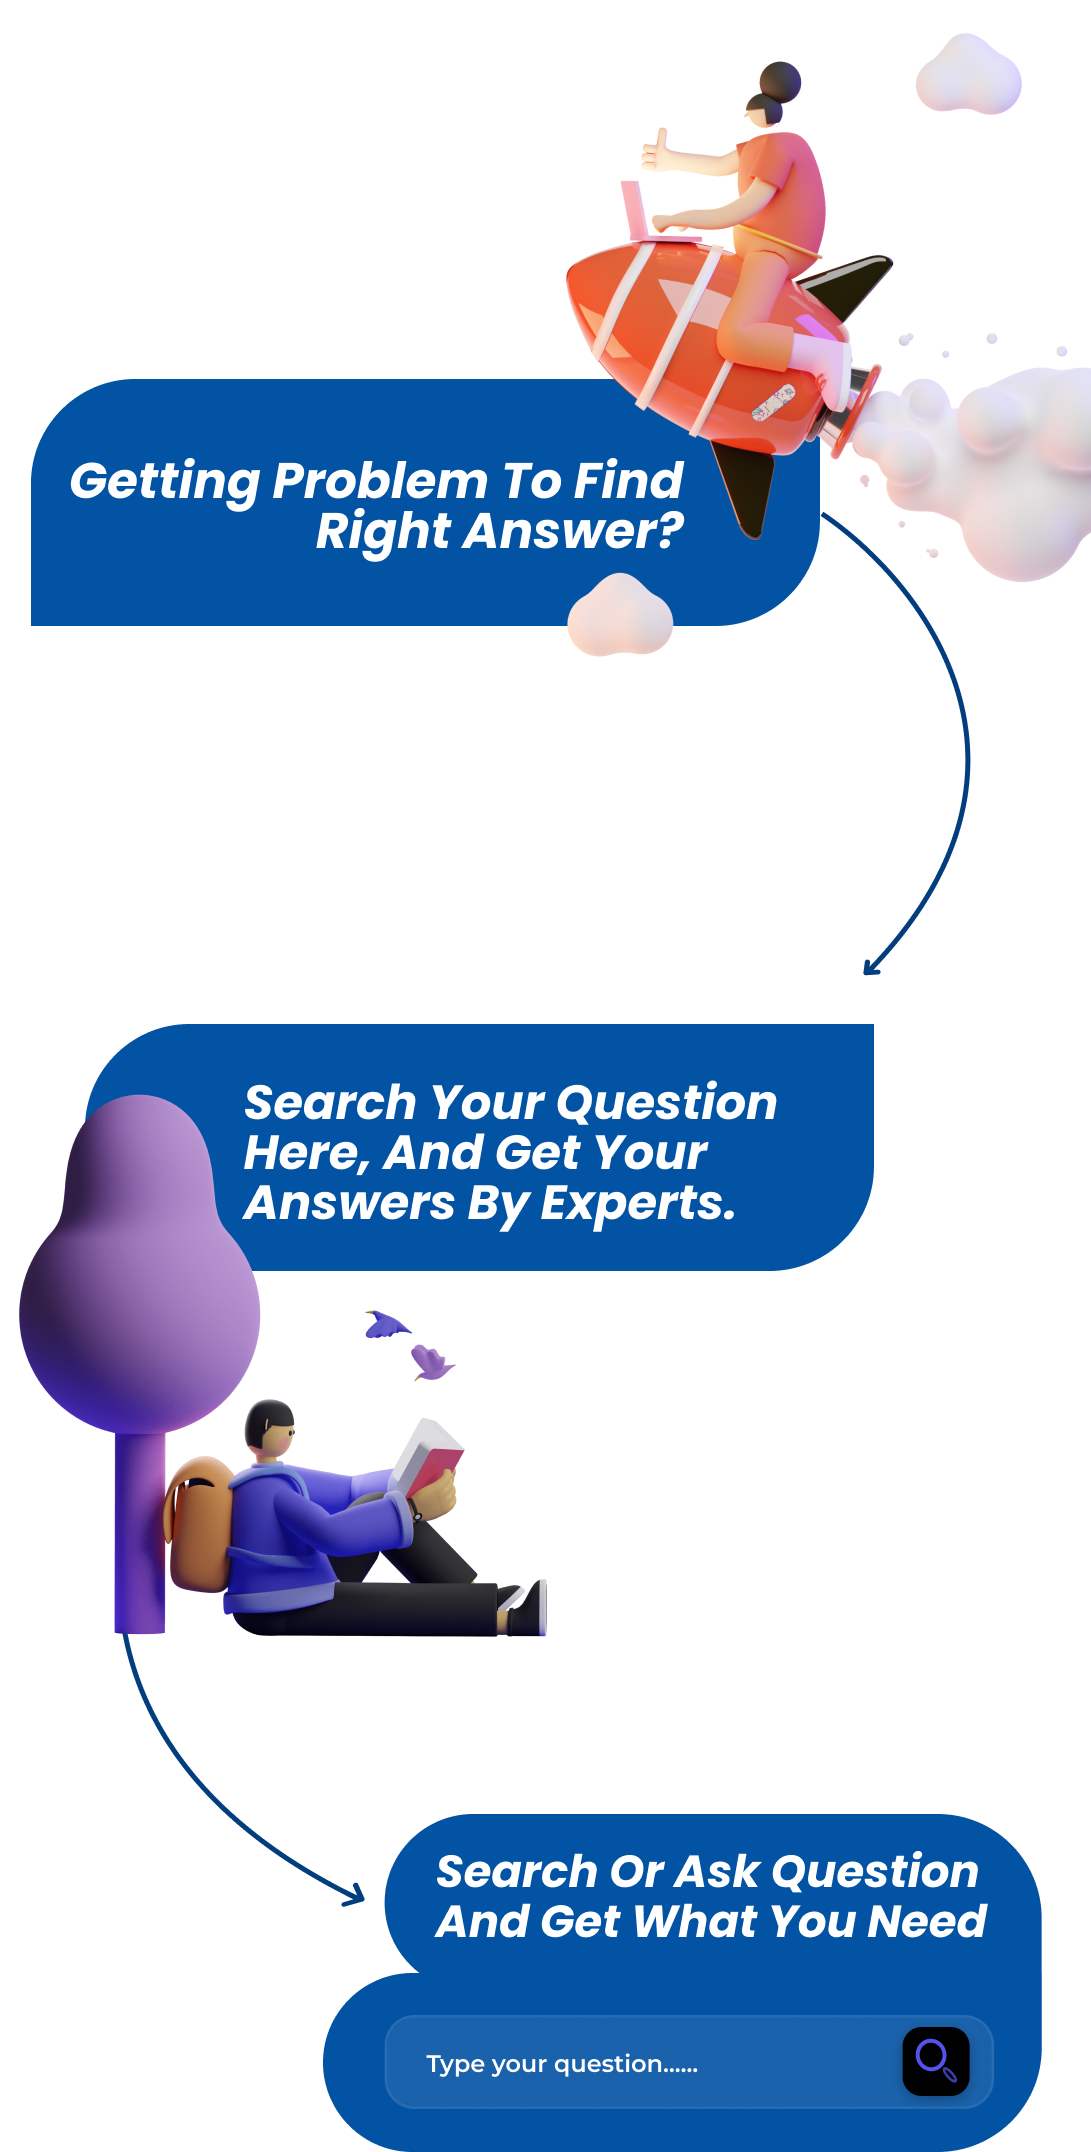 Getting Problem To Find
Right Answer?
Search Your Question
Here, And Get Your
Answers By Experts.
Search Or Ask Question
And Get What You Need
Type your question......